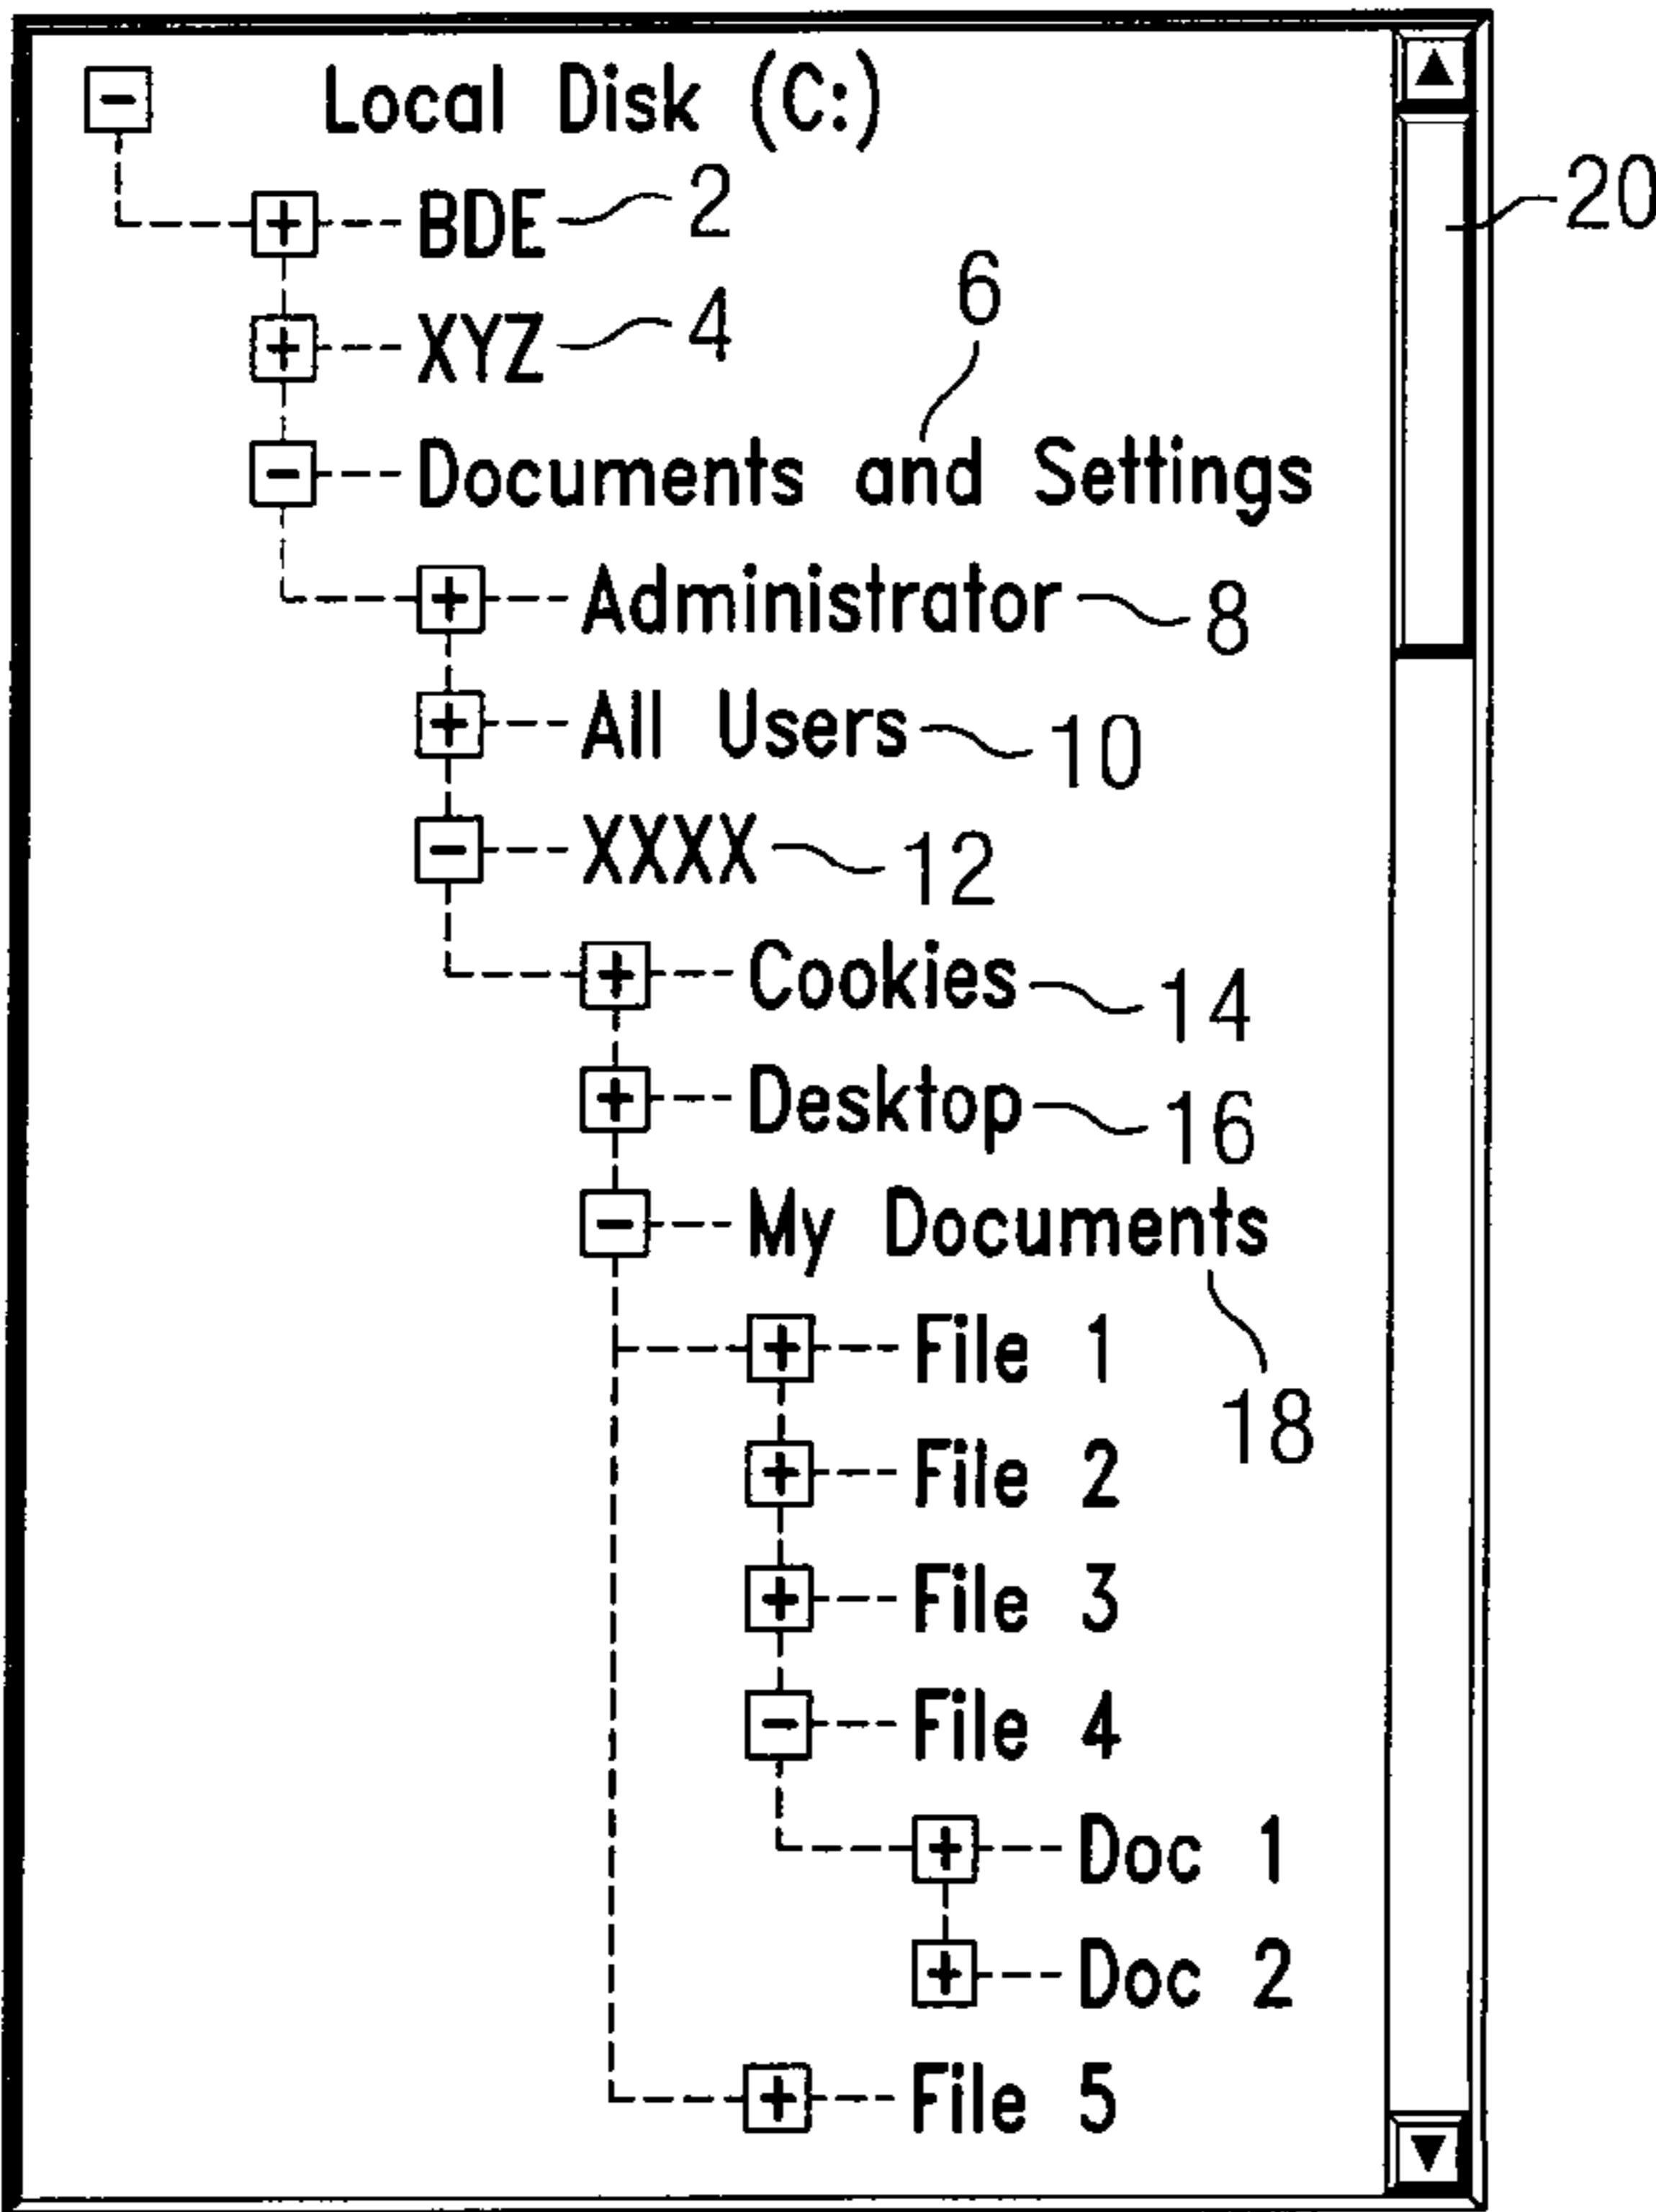 Local Disk (C:)
BDE 2
20
XYZ 4
6
Documents and Settings
Administrator 8
All Users 10
XXXX 12
Cookies 14
Desktop 16
My Documents
File 1
18
File 2
File 3
File 4
Doc 1
Doc 2
File 5